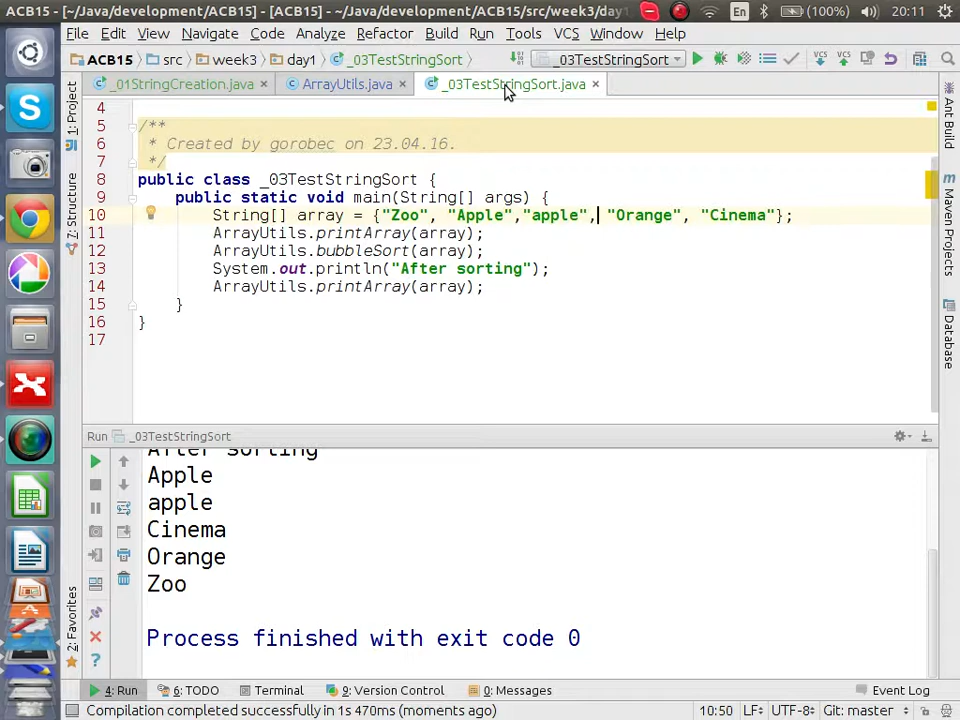 ACB15 - [~/Java/development/ACB15] - [ACB15] - ~/Java/development/ACB15/src/week3/day1
En
(100%)
20:11
File Edit View Navigate Code Analyze Refactor Build Run Tools VCS Window Help
ACB15 src week3 day1 _03TestStringSort _03TestStringSort VCS VCS
_01StringCreation.java ArrayUtils.java _03TestStringSort.java
1: Project
7: Structure
2: Favorites
Ant Build
Maven Projects
Database
4
5 /**
6 * Created by gorobec on 23.04.16.
7 */
8 public class _03TestStringSort {
9 public static void main(String[] args) {
10 String[] array = {"Zoo", "Apple","apple", "Orange", "Cinema"};
11 ArrayUtils.printArray(array);
12 ArrayUtils.bubbleSort(array);
13 System.out.println("After sorting");
14 ArrayUtils.printArray(array);
15 }
16 }
17
Run _03TestStringSort
After sorting
Apple
apple
Cinema
Orange
Zoo
Process finished with exit code 0
4: Run 6: TODO Terminal 9: Version Control 0: Messages Event Log
Compilation completed successfully in 1s 470ms (moments ago) 10:50 LF UTF-8 Git: master